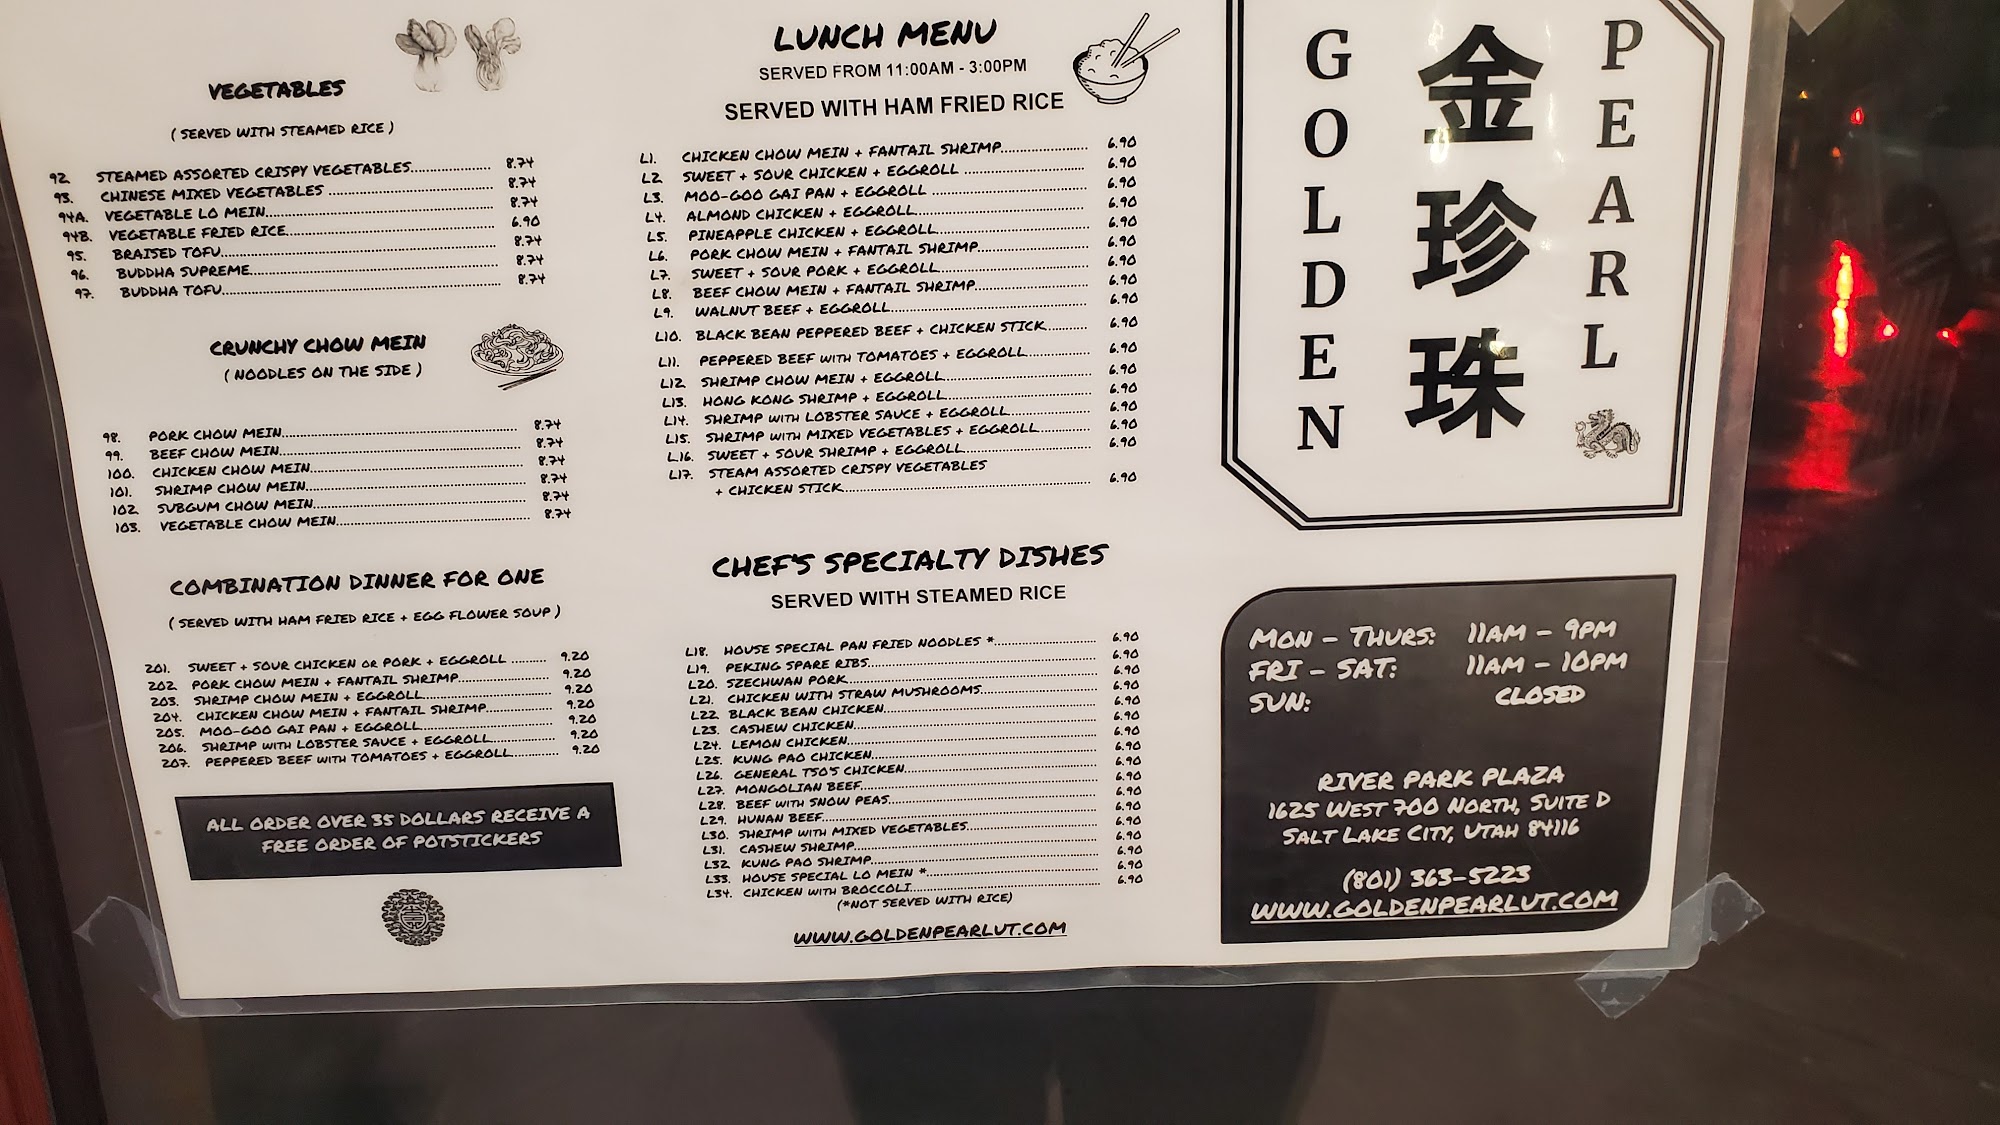 VEGETABLES
( SERVED WITH STEAMED RICE )
92. STEAMED ASSORTED CRISPY VEGETABLES 8.74
93. CHINESE MIXED VEGETABLES 8.74
94A. VEGETABLE LO MEIN 8.74
94B. VEGETABLE FRIED RICE 6.90
95. BRAISED TOFU 8.74
96. BUDDHA SUPREME 8.74
97. BUDDHA TOFU 8.74
CRUNCHY CHOW MEIN
( NOODLES ON THE SIDE )
98. PORK CHOW MEIN 8.74
99. BEEF CHOW MEIN 8.74
100. CHICKEN CHOW MEIN 8.74
101. SHRIMP CHOW MEIN 8.74
102. SUBGUM CHOW MEIN 8.74
103. VEGETABLE CHOW MEIN 8.74
COMBINATION DINNER FOR ONE
( SERVED WITH HAM FRIED RICE + EGG FLOWER SOUP )
201. SWEET + SOUR CHICKEN OR PORK + EGGROLL 9.20
202. PORK CHOW MEIN + FANTAIL SHRIMP 9.20
203. SHRIMP CHOW MEIN + EGGROLL 9.20
204. CHICKEN CHOW MEIN + FANTAIL SHRIMP 9.20
205. MOO-GOO GAI PAN + EGGROLL 9.20
206. SHRIMP WITH LOBSTER SAUCE + EGGROLL 9.20
207. PEPPERED BEEF WITH TOMATOES + EGGROLL 9.20
ALL ORDER OVER 35 DOLLARS RECEIVE A
FREE ORDER OF POTSTICKERS
LUNCH MENU
SERVED FROM 11:00AM - 3:00PM
SERVED WITH HAM FRIED RICE
L1. CHICKEN CHOW MEIN + FANTAIL SHRIMP 6.90
L2. SWEET + SOUR CHICKEN + EGGROLL 6.90
L3. MOO-GOO GAI PAN + EGGROLL 6.90
L4. ALMOND CHICKEN + EGGROLL 6.90
L5. PINEAPPLE CHICKEN + EGGROLL 6.90
L6. PORK CHOW MEIN + FANTAIL SHRIMP 6.90
L7. SWEET + SOUR PORK + EGGROLL 6.90
L8. BEEF CHOW MEIN + FANTAIL SHRIMP 6.90
L9. WALNUT BEEF + EGGROLL 6.90
L10. BLACK BEAN PEPPERED BEEF + CHICKEN STICK 6.90
L11. PEPPERED BEEF WITH TOMATOES + EGGROLL 6.90
L12. SHRIMP CHOW MEIN + EGGROLL 6.90
L13. HONG KONG SHRIMP + EGGROLL 6.90
L14. SHRIMP WITH LOBSTER SAUCE + EGGROLL 6.90
L15. SHRIMP WITH MIXED VEGETABLES + EGGROLL 6.90
L.16. SWEET + SOUR SHRIMP + EGGROLL 6.90
L17. STEAM ASSORTED CRISPY VEGETABLES
+ CHICKEN STICK 6.90
CHEF'S SPECIALTY DISHES
SERVED WITH STEAMED RICE
L18. HOUSE SPECIAL PAN FRIED NOODLES * 6.90
L19. PEKING SPARE RIBS 6.90
L20. SZECHWAN PORK 6.90
L21. CHICKEN WITH STRAW MUSHROOMS 6.90
L22. BLACK BEAN CHICKEN 6.90
L23. CASHEW CHICKEN 6.90
L24. LEMON CHICKEN 6.90
L25. KUNG PAO CHICKEN 6.90
L26. GENERAL TSO'S CHICKEN 6.90
L27. MONGOLIAN BEEF 6.90
L28. BEEF WITH SNOW PEAS 6.90
L29. HUNAN BEEF 6.90
L30. SHRIMP WITH MIXED VEGETABLES 6.90
L31. CASHEW SHRIMP 6.90
L32. KUNG PAO SHRIMP 6.90
L33. HOUSE SPECIAL LO MEIN * 6.90
L34. CHICKEN WITH BROCCOLI 6.90
(*NOT SERVED WITH RICE)
WWW.GOLDENPEARLUT.COM
GOLDEN
金珍珠
PEARL
MON - THURS: 11AM - 9PM
FRI - SAT: 11AM - 10PM
SUN: CLOSED
RIVER PARK PLAZA
1625 WEST 700 NORTH, SUITE D
SALT LAKE CITY, UTAH 84116
(801) 363-5223
WWW.GOLDENPEARLUT.COM